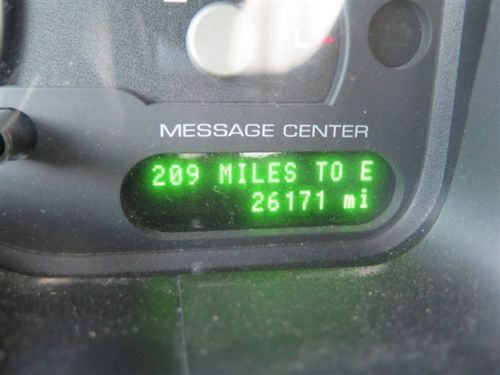 MESSAGE CENTER
209 MILES TO E
26171 mi